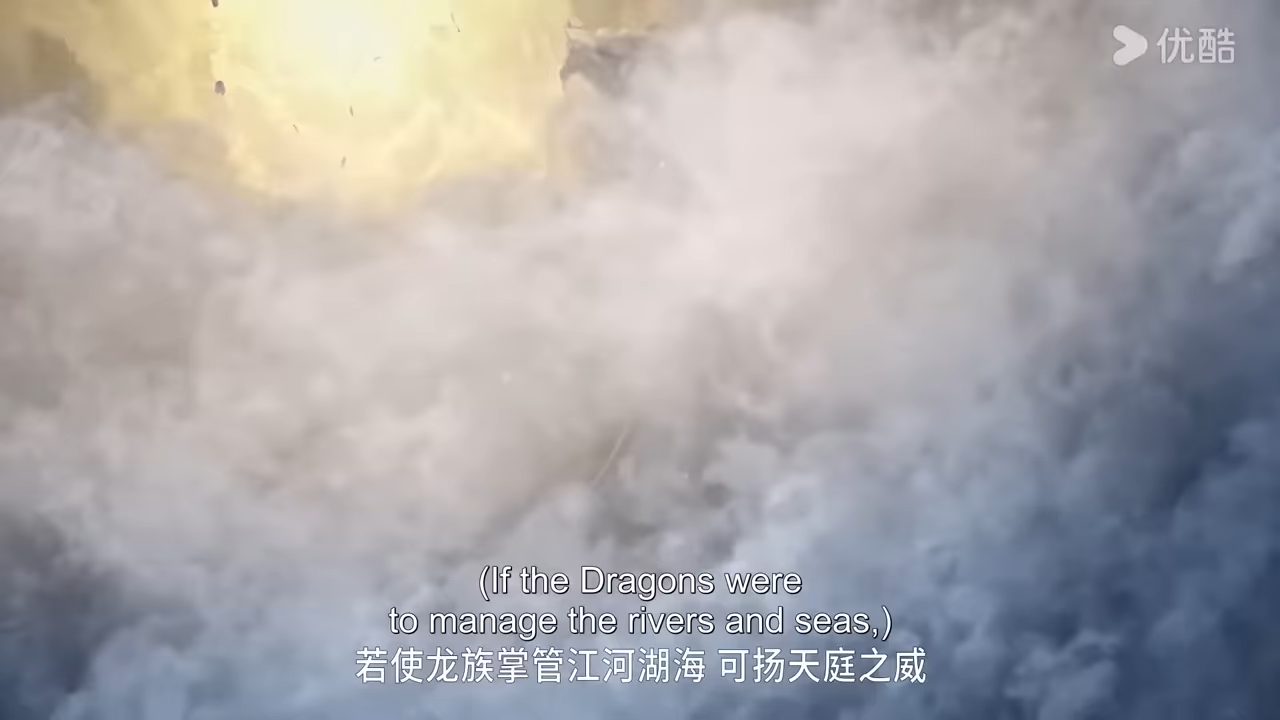 优酷
(If the Dragons were
to manage the rivers and seas,)
若使龙族掌管江河湖海 可扬天庭之威